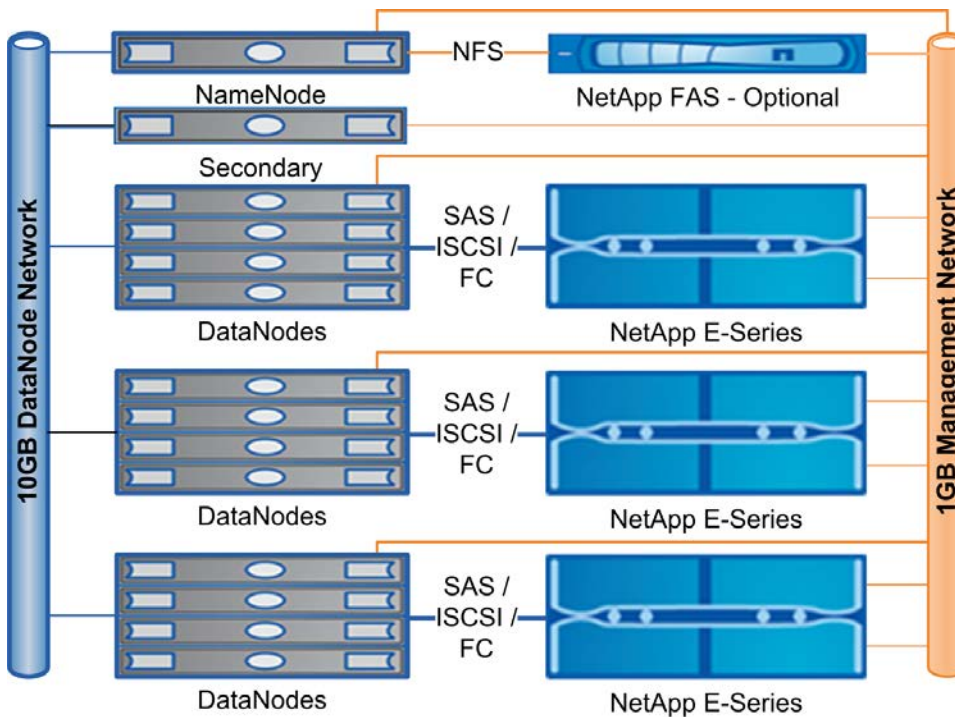 10GB DataNode Network
NameNode
NFS
NetApp FAS - Optional
Secondary
SAS /
ISCSI /
FC
DataNodes
NetApp E-Series
SAS /
ISCSI /
FC
DataNodes
NetApp E-Series
SAS /
ISCSI /
FC
DataNodes
NetApp E-Series
1GB Management Network